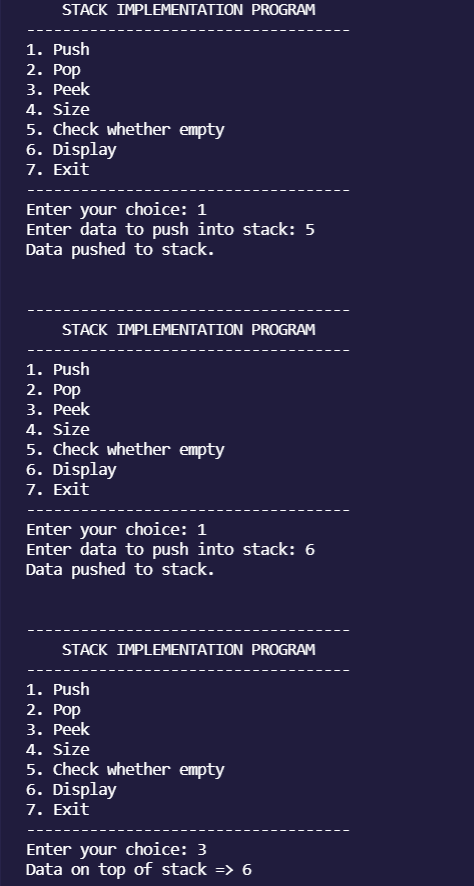 STACK IMPLEMENTATION PROGRAM
------------------------------------
1. Push
2. Pop
3. Peek
4. Size
5. Check whether empty
6. Display
7. Exit
------------------------------------
Enter your choice: 1
Enter data to push into stack: 5
Data pushed to stack.
------------------------------------
STACK IMPLEMENTATION PROGRAM
------------------------------------
1. Push
2. Pop
3. Peek
4. Size
5. Check whether empty
6. Display
7. Exit
------------------------------------
Enter your choice: 1
Enter data to push into stack: 6
Data pushed to stack.
------------------------------------
STACK IMPLEMENTATION PROGRAM
------------------------------------
1. Push
2. Pop
3. Peek
4. Size
5. Check whether empty
6. Display
7. Exit
------------------------------------
Enter your choice: 3
Data on top of stack => 6